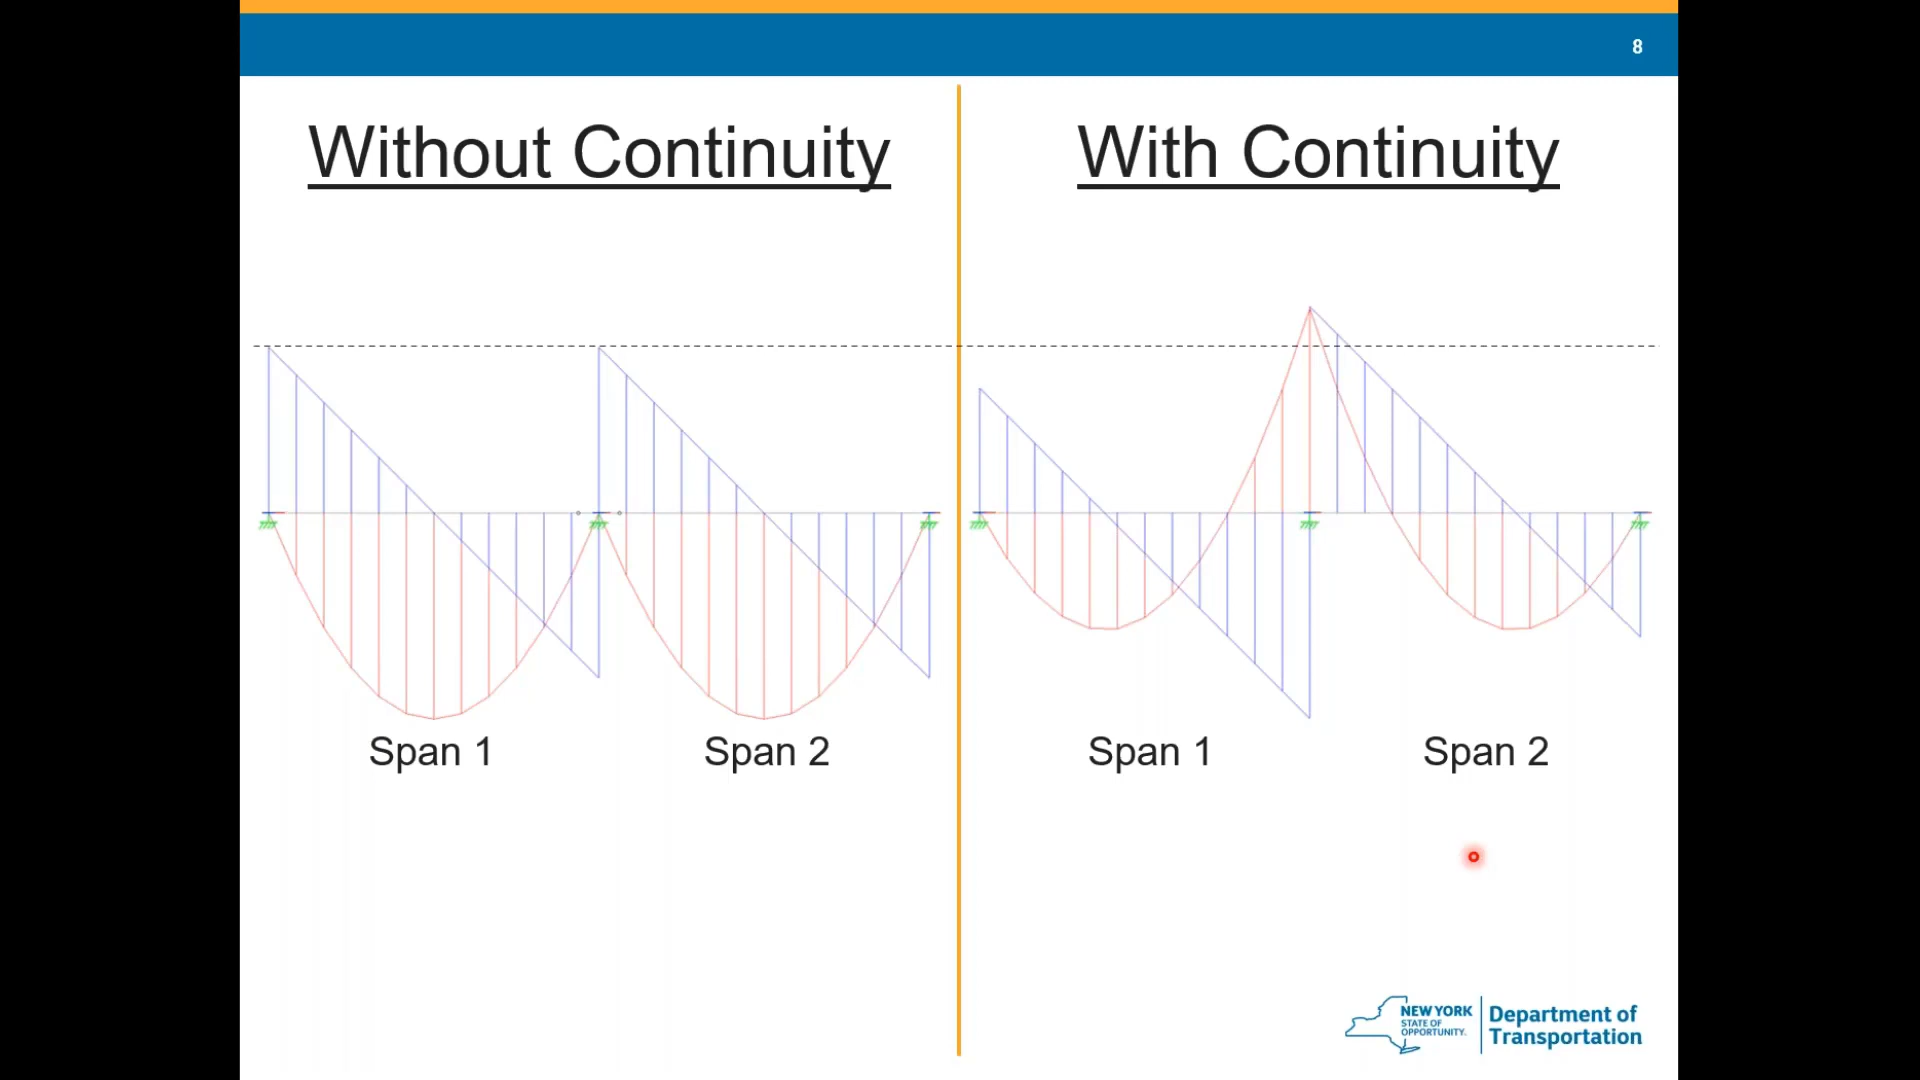 8
Without Continuity
With Continuity
Span 1
Span 2
Span 1
Span 2
NEW YORK
STATE OF
OPPORTUNITY.
Department of
Transportation